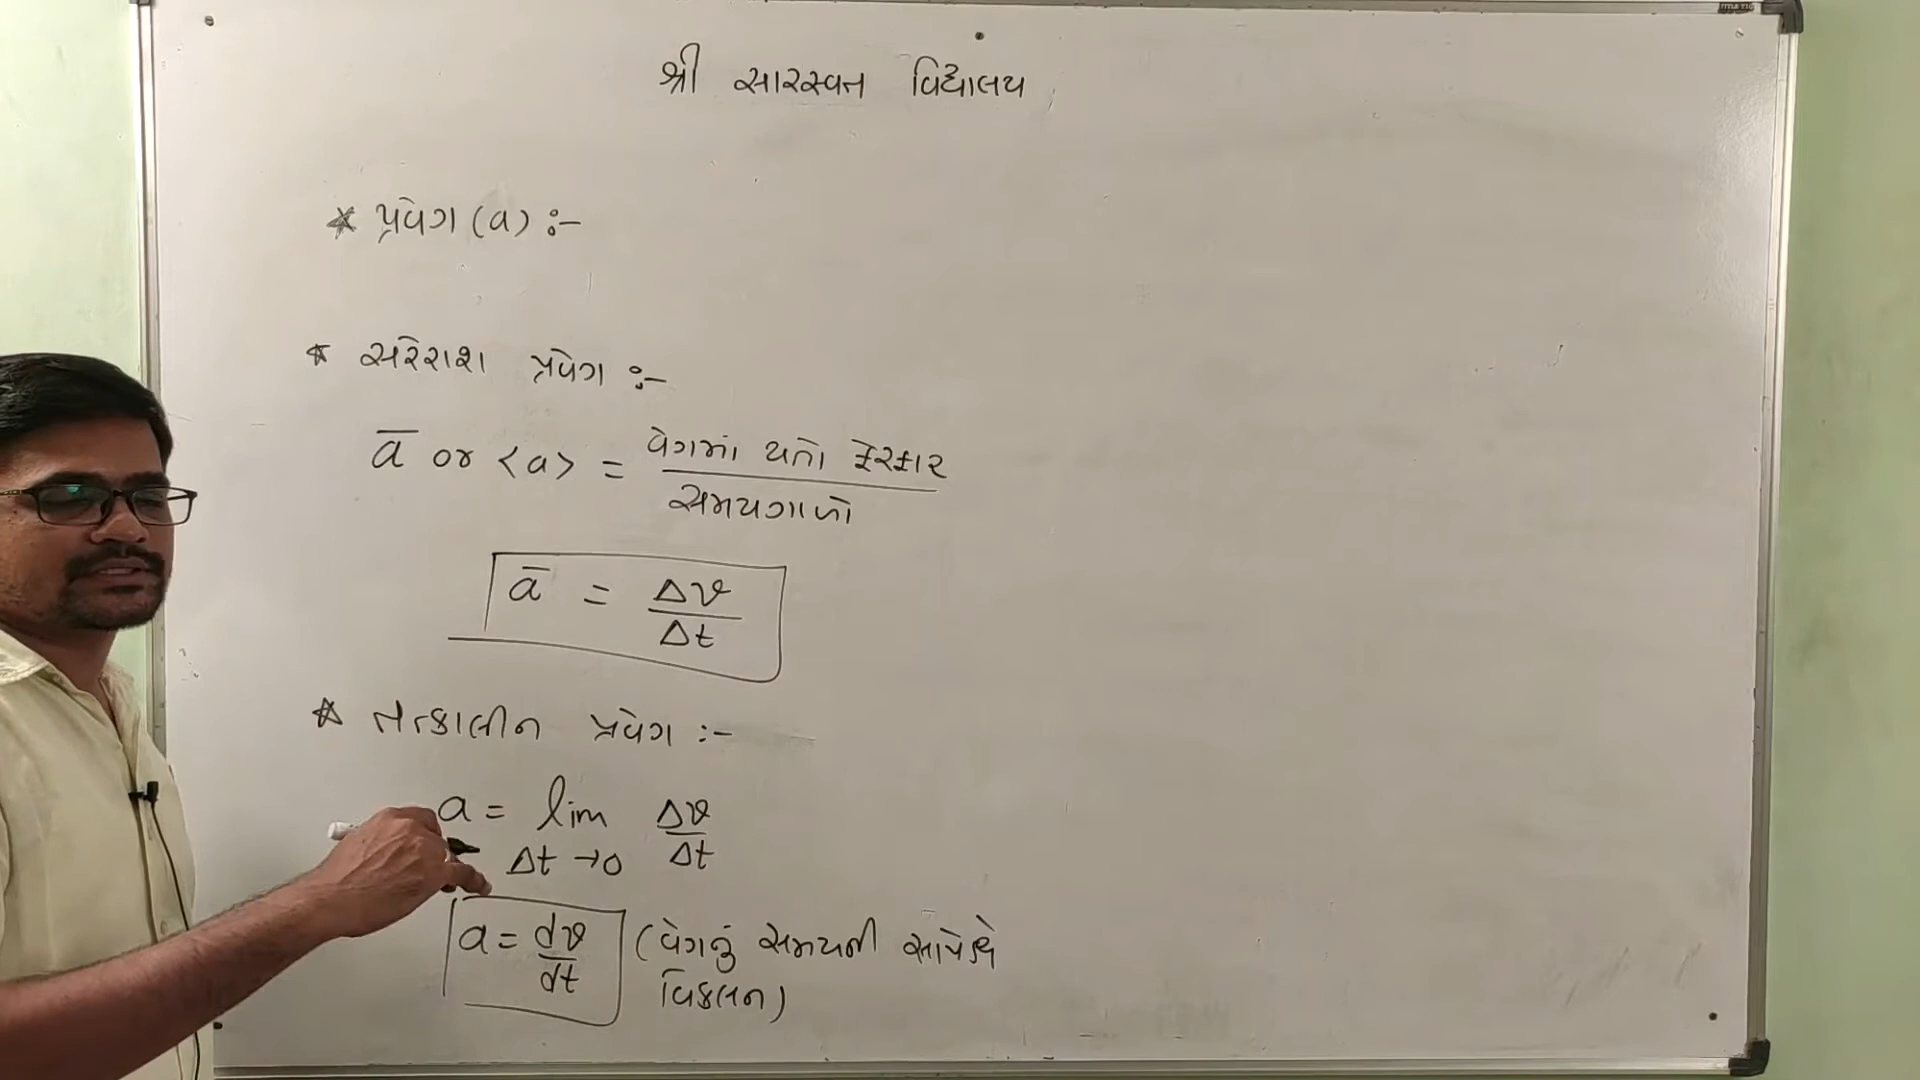 શ્રી સારસ્વત વિદ્યાલય
* પ્રવેગ (a) :-
* સરેરાશ પ્રવેગ :-
a̅ or <a> = વેગમાં થતો ફેરફાર / સમયગાળો
a̅ = Δv / Δt
* તત્કાલીન પ્રવેગ :-
a = lim Δv / Δt
Δt → 0
a = dv / dt (વેગનું સમયની સાપેક્ષે
વિકલન)